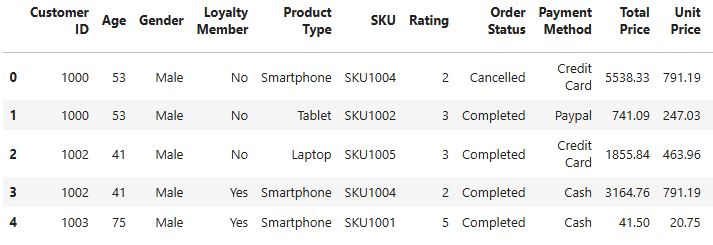 Customer ID Age Gender Loyalty Member Product Type SKU Rating Order Status Payment Method Total Price Unit Price
0 1000 53 Male No Smartphone SKU1004 2 Cancelled Credit Card 5538.33 791.19
1 1000 53 Male No Tablet SKU1002 3 Completed Paypal 741.09 247.03
2 1002 41 Male No Laptop SKU1005 3 Completed Credit Card 1855.84 463.96
3 1002 41 Male Yes Smartphone SKU1004 2 Completed Cash 3164.76 791.19
4 1003 75 Male Yes Smartphone SKU1001 5 Completed Cash 41.50 20.75